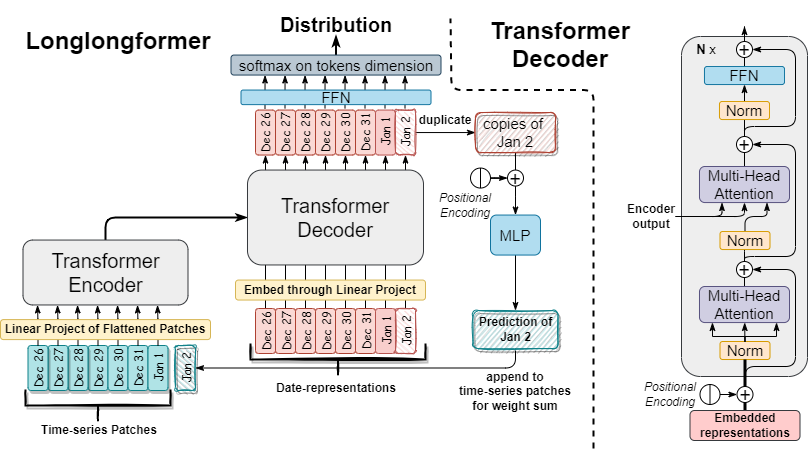 Longlongformer
Distribution
softmax on tokens dimension
FFN
Dec 26
Dec 27
Dec 28
Dec 29
Dec 30
Dec 31
Jan 1
Jan 2
duplicate
copies of
Jan 2
Positional
Encoding
MLP
Prediction of
Jan 2
append to
time-series patches
for weight sum
Transformer
Decoder
Embed through Linear Project
Dec 26
Dec 27
Dec 28
Dec 29
Dec 30
Dec 31
Jan 1
Jan 2
Date-representations
Transformer
Encoder
Linear Project of Flattened Patches
Dec 26
Dec 27
Dec 28
Dec 29
Dec 30
Dec 31
Jan 1
Jan 2
Time-series Patches
Transformer
Decoder
N x
FFN
Norm
Multi-Head
Attention
Encoder
output
Norm
Multi-Head
Attention
Norm
Positional
Encoding
Embedded
representations